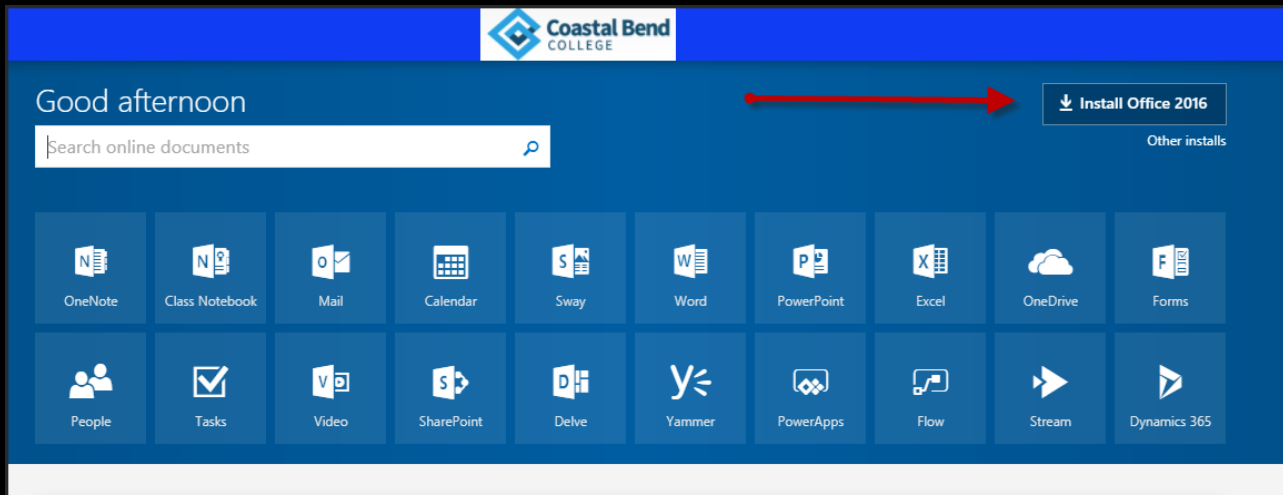 Coastal Bend
COLLEGE
Good afternoon
Install Office 2016
Search online documents
Other installs
OneNote
Class Notebook
Mail
Calendar
Sway
Word
PowerPoint
Excel
OneDrive
Forms
People
Tasks
Video
SharePoint
Delve
Yammer
PowerApps
Flow
Stream
Dynamics 365